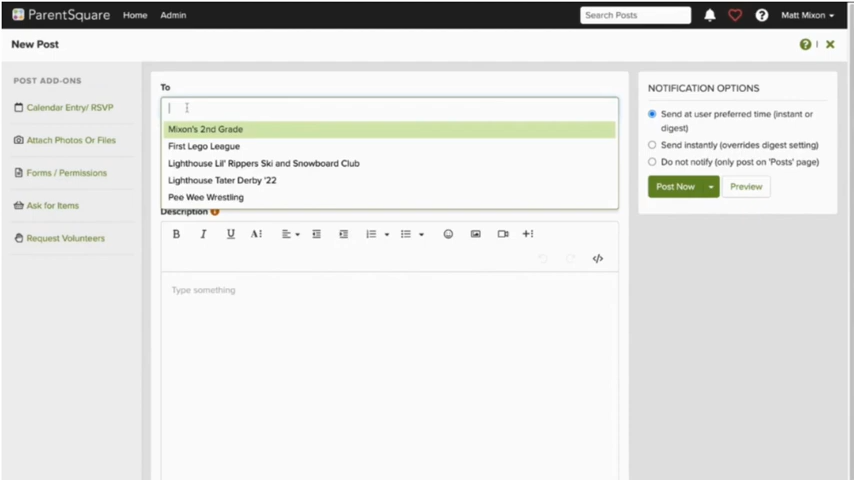 ParentSquare Home Admin Search Posts Matt Mixon
New Post
POST ADD-ONS
Calendar Entry/ RSVP
Attach Photos Or Files
Forms / Permissions
Ask for Items
Request Volunteers
To
Mixon's 2nd Grade
First Lego League
Lighthouse Lil' Rippers Ski and Snowboard Club
Lighthouse Tater Derby '22
Pee Wee Wrestling
Description
Type something
NOTIFICATION OPTIONS
Send at user preferred time (instant or
digest)
Send instantly (overrides digest setting)
Do not notify (only post on 'Posts' page)
Post Now Preview